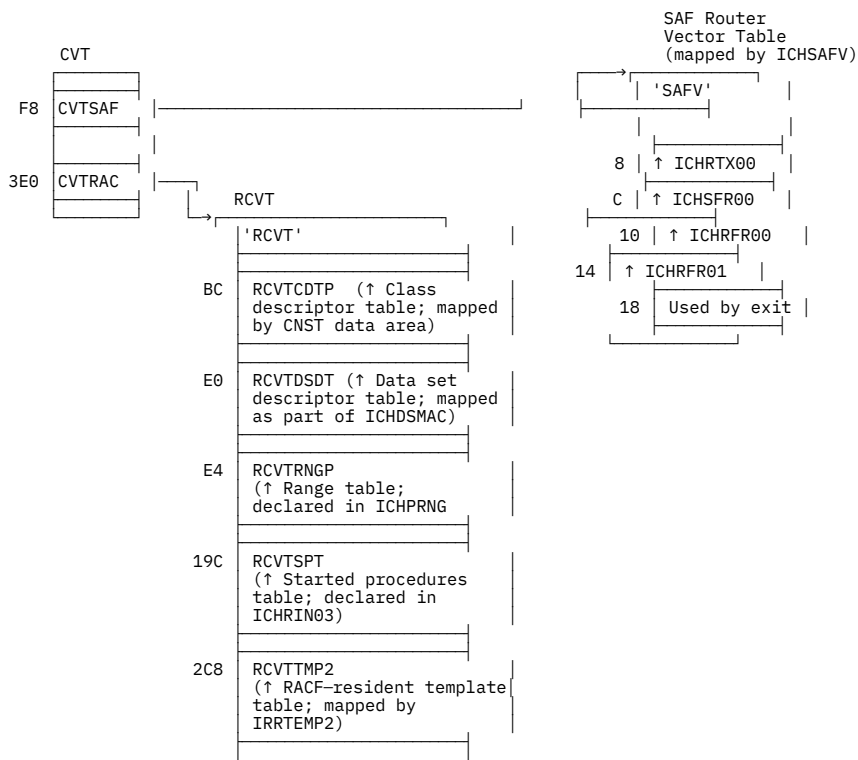 SAF Router
Vector Table
CVT (mapped by ICHSAFV)
'SAFV'
F8 CVTSAF
8 ↑ ICHRTX00
3E0 CVTRAC
RCVT C ↑ ICHSFR00
'RCVT' 10 ↑ ICHRFR00
14 ↑ ICHRFR01
BC RCVTCDTP (↑ Class
descriptor table; mapped 18 Used by exit
by CNST data area)
E0 RCVTDSDT (↑ Data set
descriptor table; mapped
as part of ICHDSMAC)
E4 RCVTRNGP
(↑ Range table;
declared in ICHPRNG
19C RCVTSPT
(↑ Started procedures
table; declared in
ICHRIN03)
2C8 RCVTTMP2
(↑ RACF—resident template
table; mapped by
IRRTEMP2)